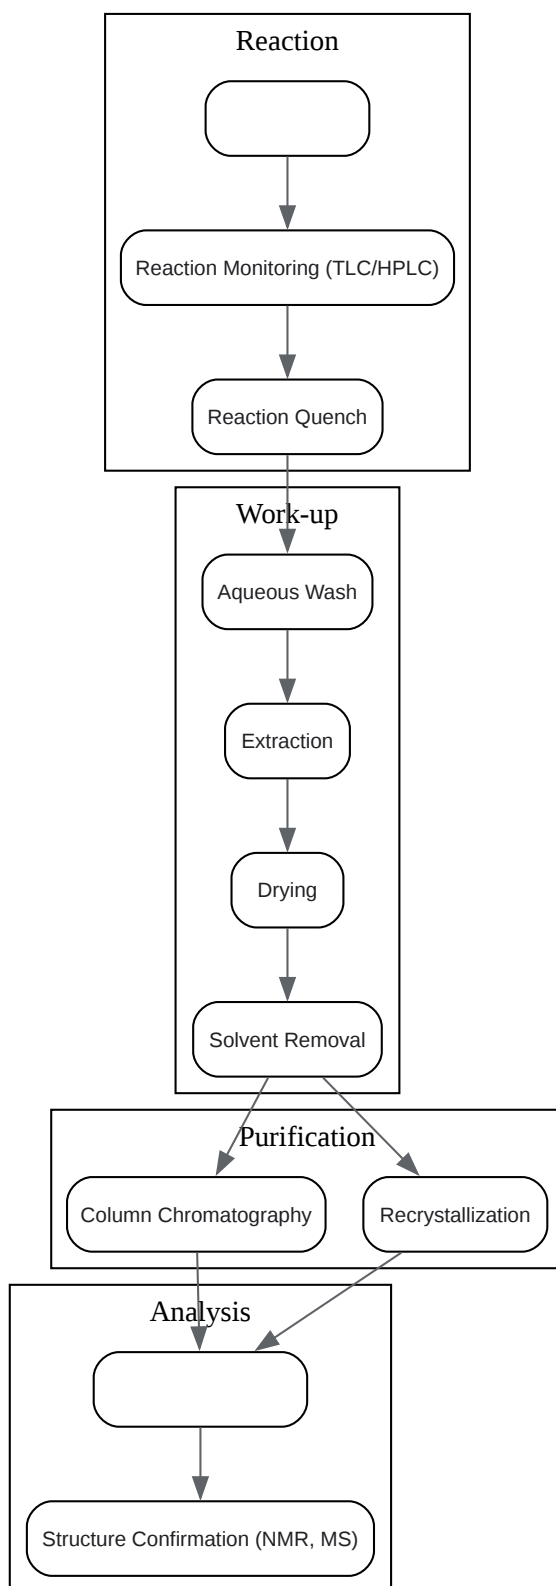 Reaction
Reaction Monitoring (TLC/HPLC)
Reaction Quench
Work-up
Aqueous Wash
Extraction
Drying
Solvent Removal
Purification
Column Chromatography
Recrystallization
Analysis
Structure Confirmation (NMR, MS)